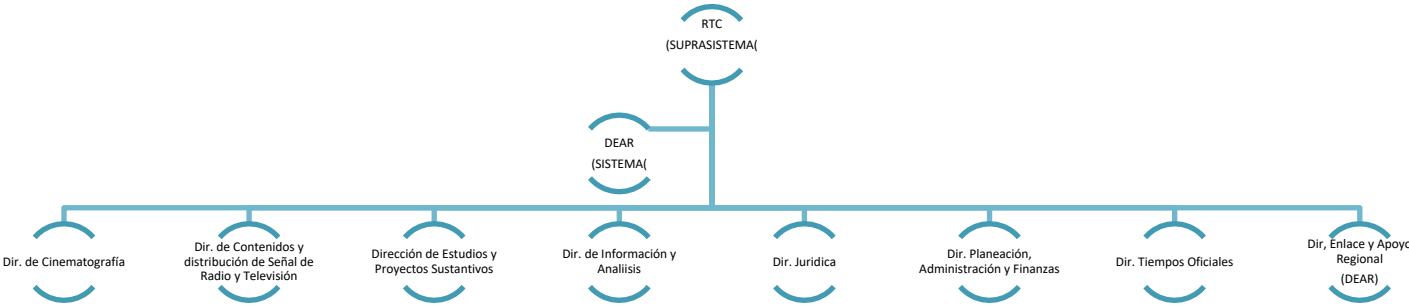 RTC
(SUPRASISTEMA(
DEAR
(SISTEMA(
Dir. de Cinematografía
Dir. de Contenidos y
distribución de Señal de
Radio y Televisión
Dirección de Estudios y
Proyectos Sustantivos
Dir. de Información y
Analiisis
Dir. Juridica
Dir. Planeación,
Administración y Finanzas
Dir. Tiempos Oficiales
Dir, Enlace y Apoyo
Regional
(DEAR)